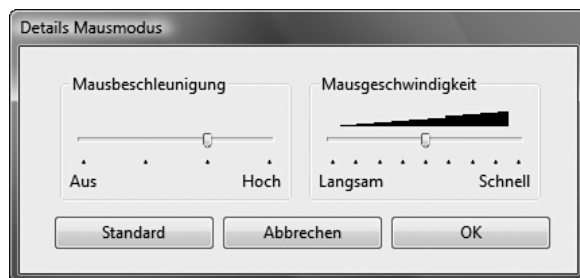 Details Mausmodus
Mausbeschleunigung
Aus Hoch
Mausgeschwindigkeit
Langsam Schnell
Standard Abbrechen OK